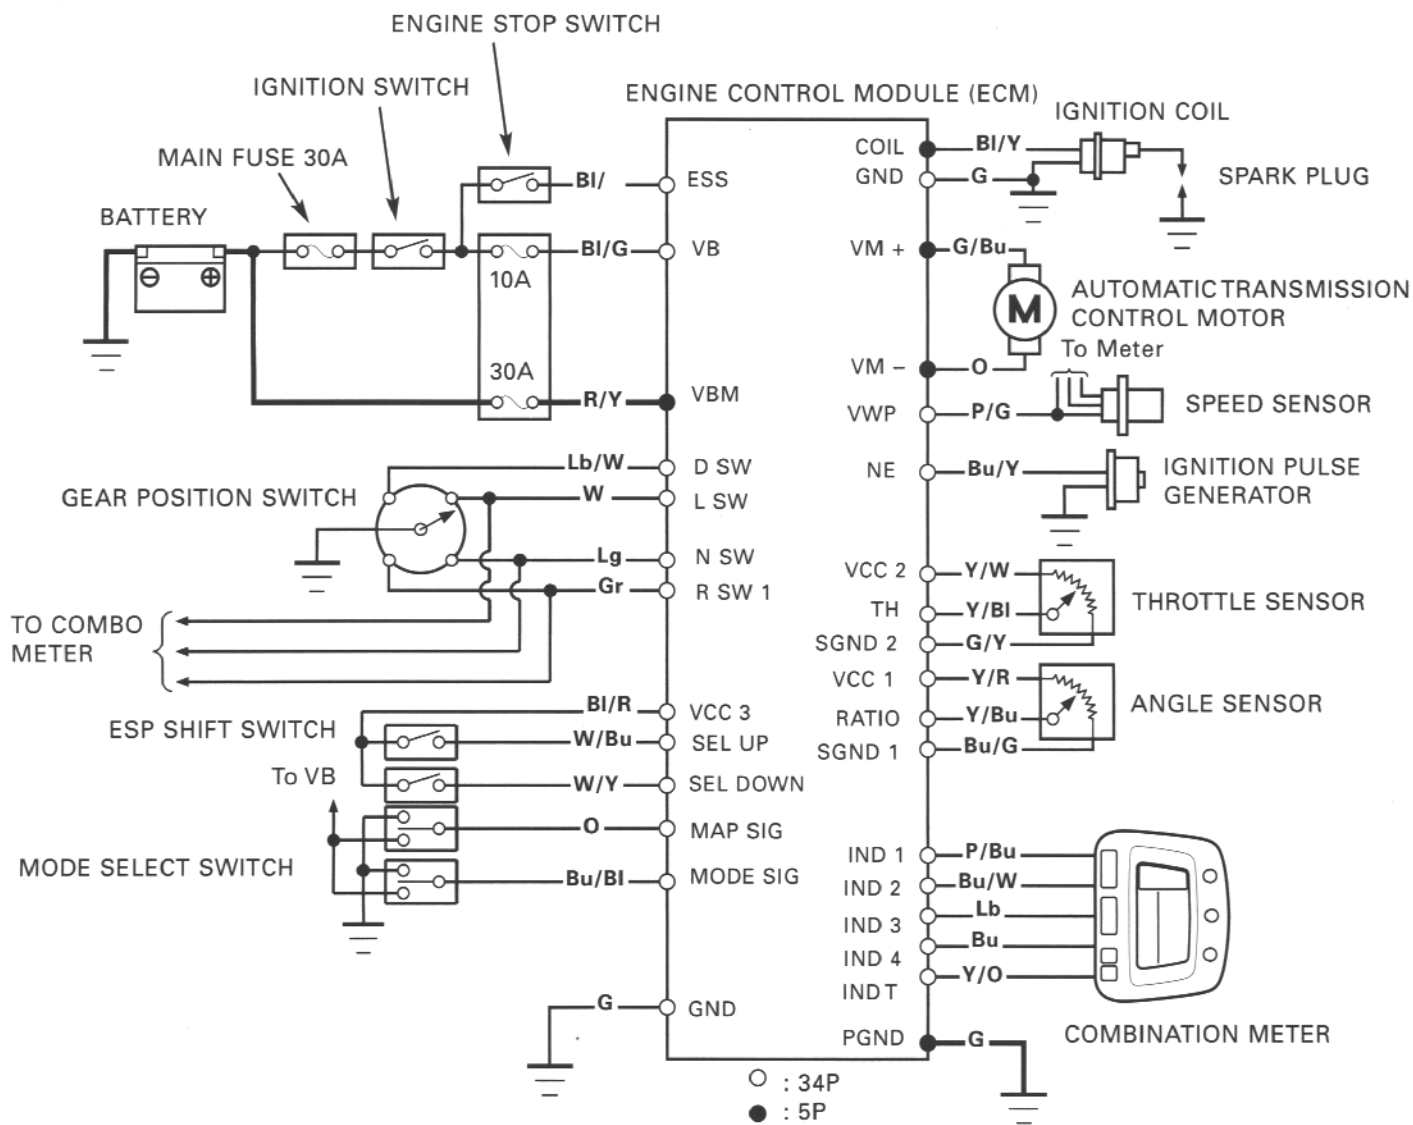 ENGINE STOP SWITCH
IGNITION SWITCH
MAIN FUSE 30A
BATTERY
ENGINE CONTROL MODULE (ECM)
IGNITION COIL
SPARK PLUG
AUTOMATIC TRANSMISSION
CONTROL MOTOR
To Meter
SPEED SENSOR
IGNITION PULSE
GENERATOR
THROTTLE SENSOR
ANGLE SENSOR
COMBINATION METER
10A
30A
M
GEAR POSITION SWITCH
TO COMBO
METER
ESP SHIFT SWITCH
To VB
MODE SELECT SWITCH
Bl/ ESS
Bl/G VB
R/Y VBM
Lb/W D SW
W L SW
Lg N SW
Gr R SW 1
Bl/R VCC 3
W/Bu SEL UP
W/Y SEL DOWN
O MAP SIG
Bu/Bl MODE SIG
G GND
COIL Bl/Y
GND G
VM + G/Bu
VM – O
VWP P/G
NE Bu/Y
VCC 2 Y/W
TH Y/Bl
SGND 2 G/Y
VCC 1 Y/R
RATIO Y/Bu
SGND 1 Bu/G
IND 1 P/Bu
IND 2 Bu/W
IND 3 Lb
IND 4 Bu
IND T Y/O
PGND G
: 34P
: 5P